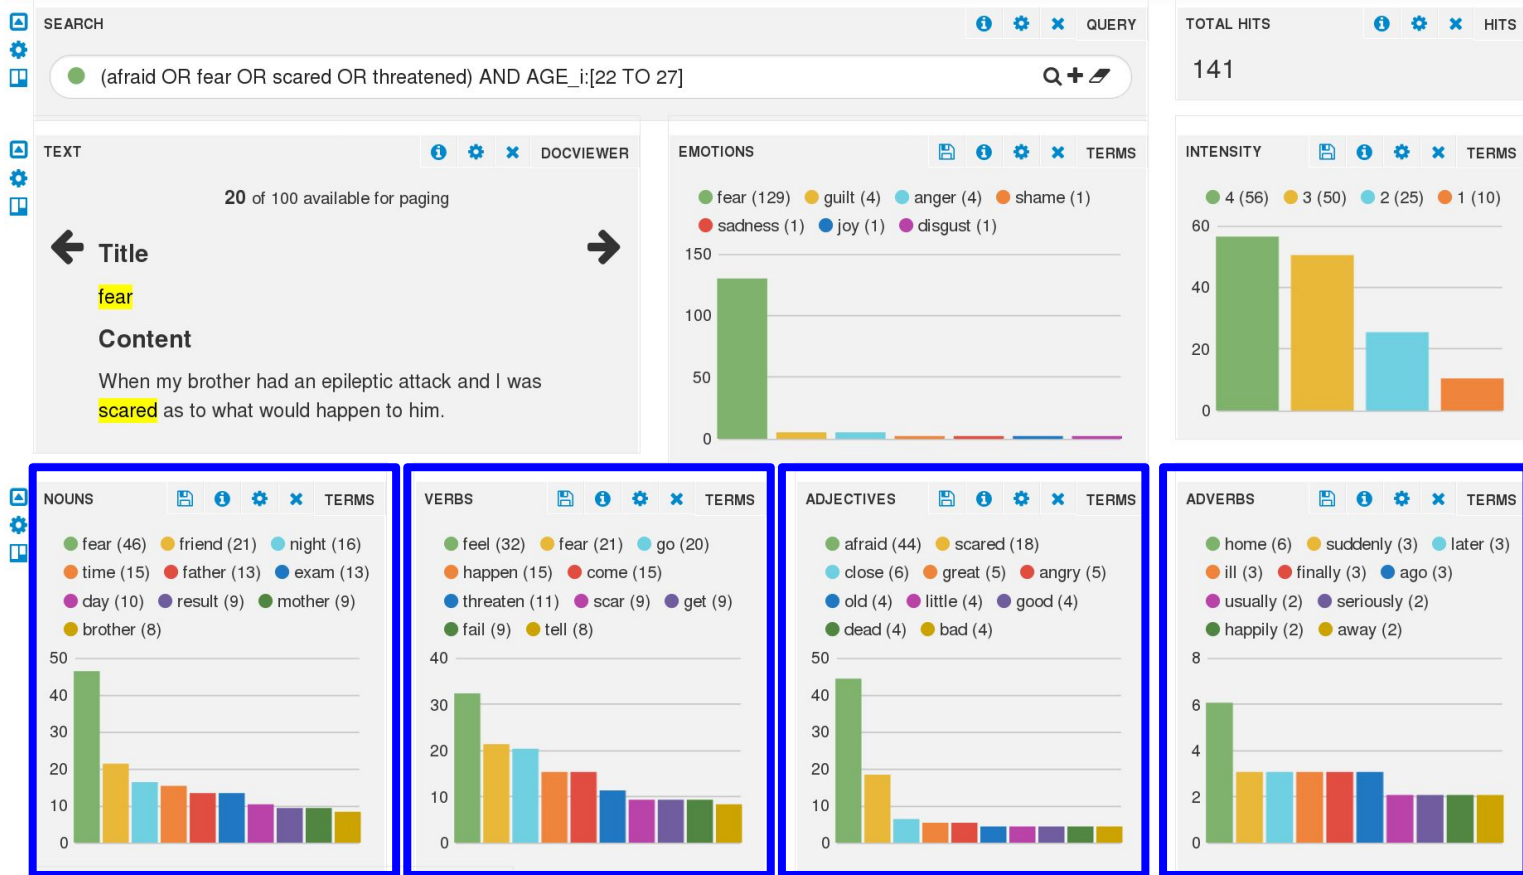 SEARCH QUERY
(afraid OR fear OR scared OR threatened) AND AGE_i:[22 TO 27]
TOTAL HITS HITS
141
TEXT DOCVIEWER
20 of 100 available for paging
Title
fear
Content
When my brother had an epileptic attack and I was
scared as to what would happen to him.
EMOTIONS TERMS
fear (129) guilt (4) anger (4) shame (1)
sadness (1) joy (1) disgust (1)
150
100
50
0
INTENSITY TERMS
4 (56) 3 (50) 2 (25) 1 (10)
60
40
20
0
NOUNS TERMS
fear (46) friend (21) night (16)
time (15) father (13) exam (13)
day (10) result (9) mother (9)
brother (8)
50
40
30
20
10
0
VERBS TERMS
feel (32) fear (21) go (20)
happen (15) come (15)
threaten (11) scar (9) get (9)
fail (9) tell (8)
40
30
20
10
0
ADJECTIVES TERMS
afraid (44) scared (18)
close (6) great (5) angry (5)
old (4) little (4) good (4)
dead (4) bad (4)
50
40
30
20
10
0
ADVERBS TERMS
home (6) suddenly (3) later (3)
ill (3) finally (3) ago (3)
usually (2) seriously (2)
happily (2) away (2)
8
6
4
2
0